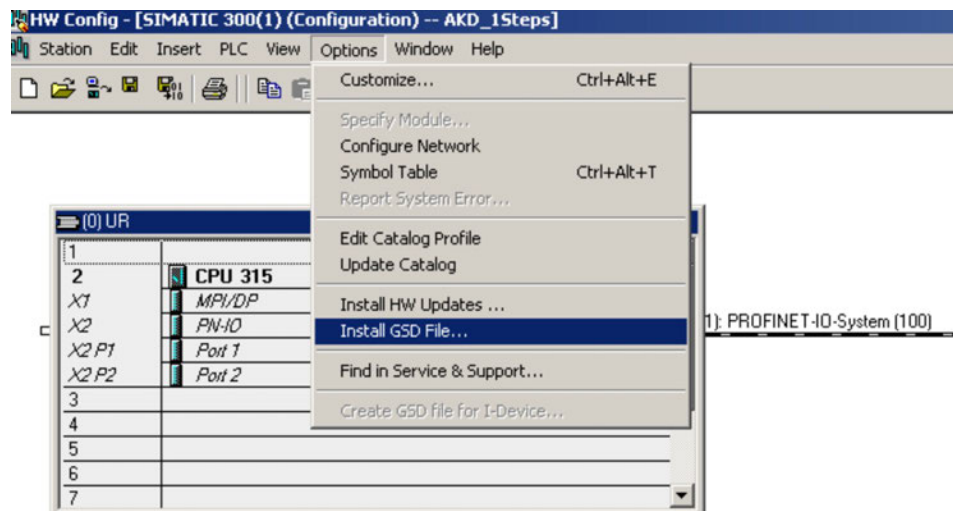 HW Config - [SIMATIC 300(1) (Configuration) -- AKD_1Steps]
Station Edit Insert PLC View Options Window Help
Customize... Ctrl+Alt+E
Specify Module...
Configure Network
Symbol Table Ctrl+Alt+T
Report System Error...
Edit Catalog Profile
Update Catalog
Install HW Updates ...
Install GSD File...
Find in Service & Support...
Create GSD file for I-Device...
(0) UR
1
2 CPU 315
X1 MPI/DP
X2 PN-IO
X2 P1 Port 1
X2 P2 Port 2
3
4
5
6
7
1): PROFINET-IO-System (100)